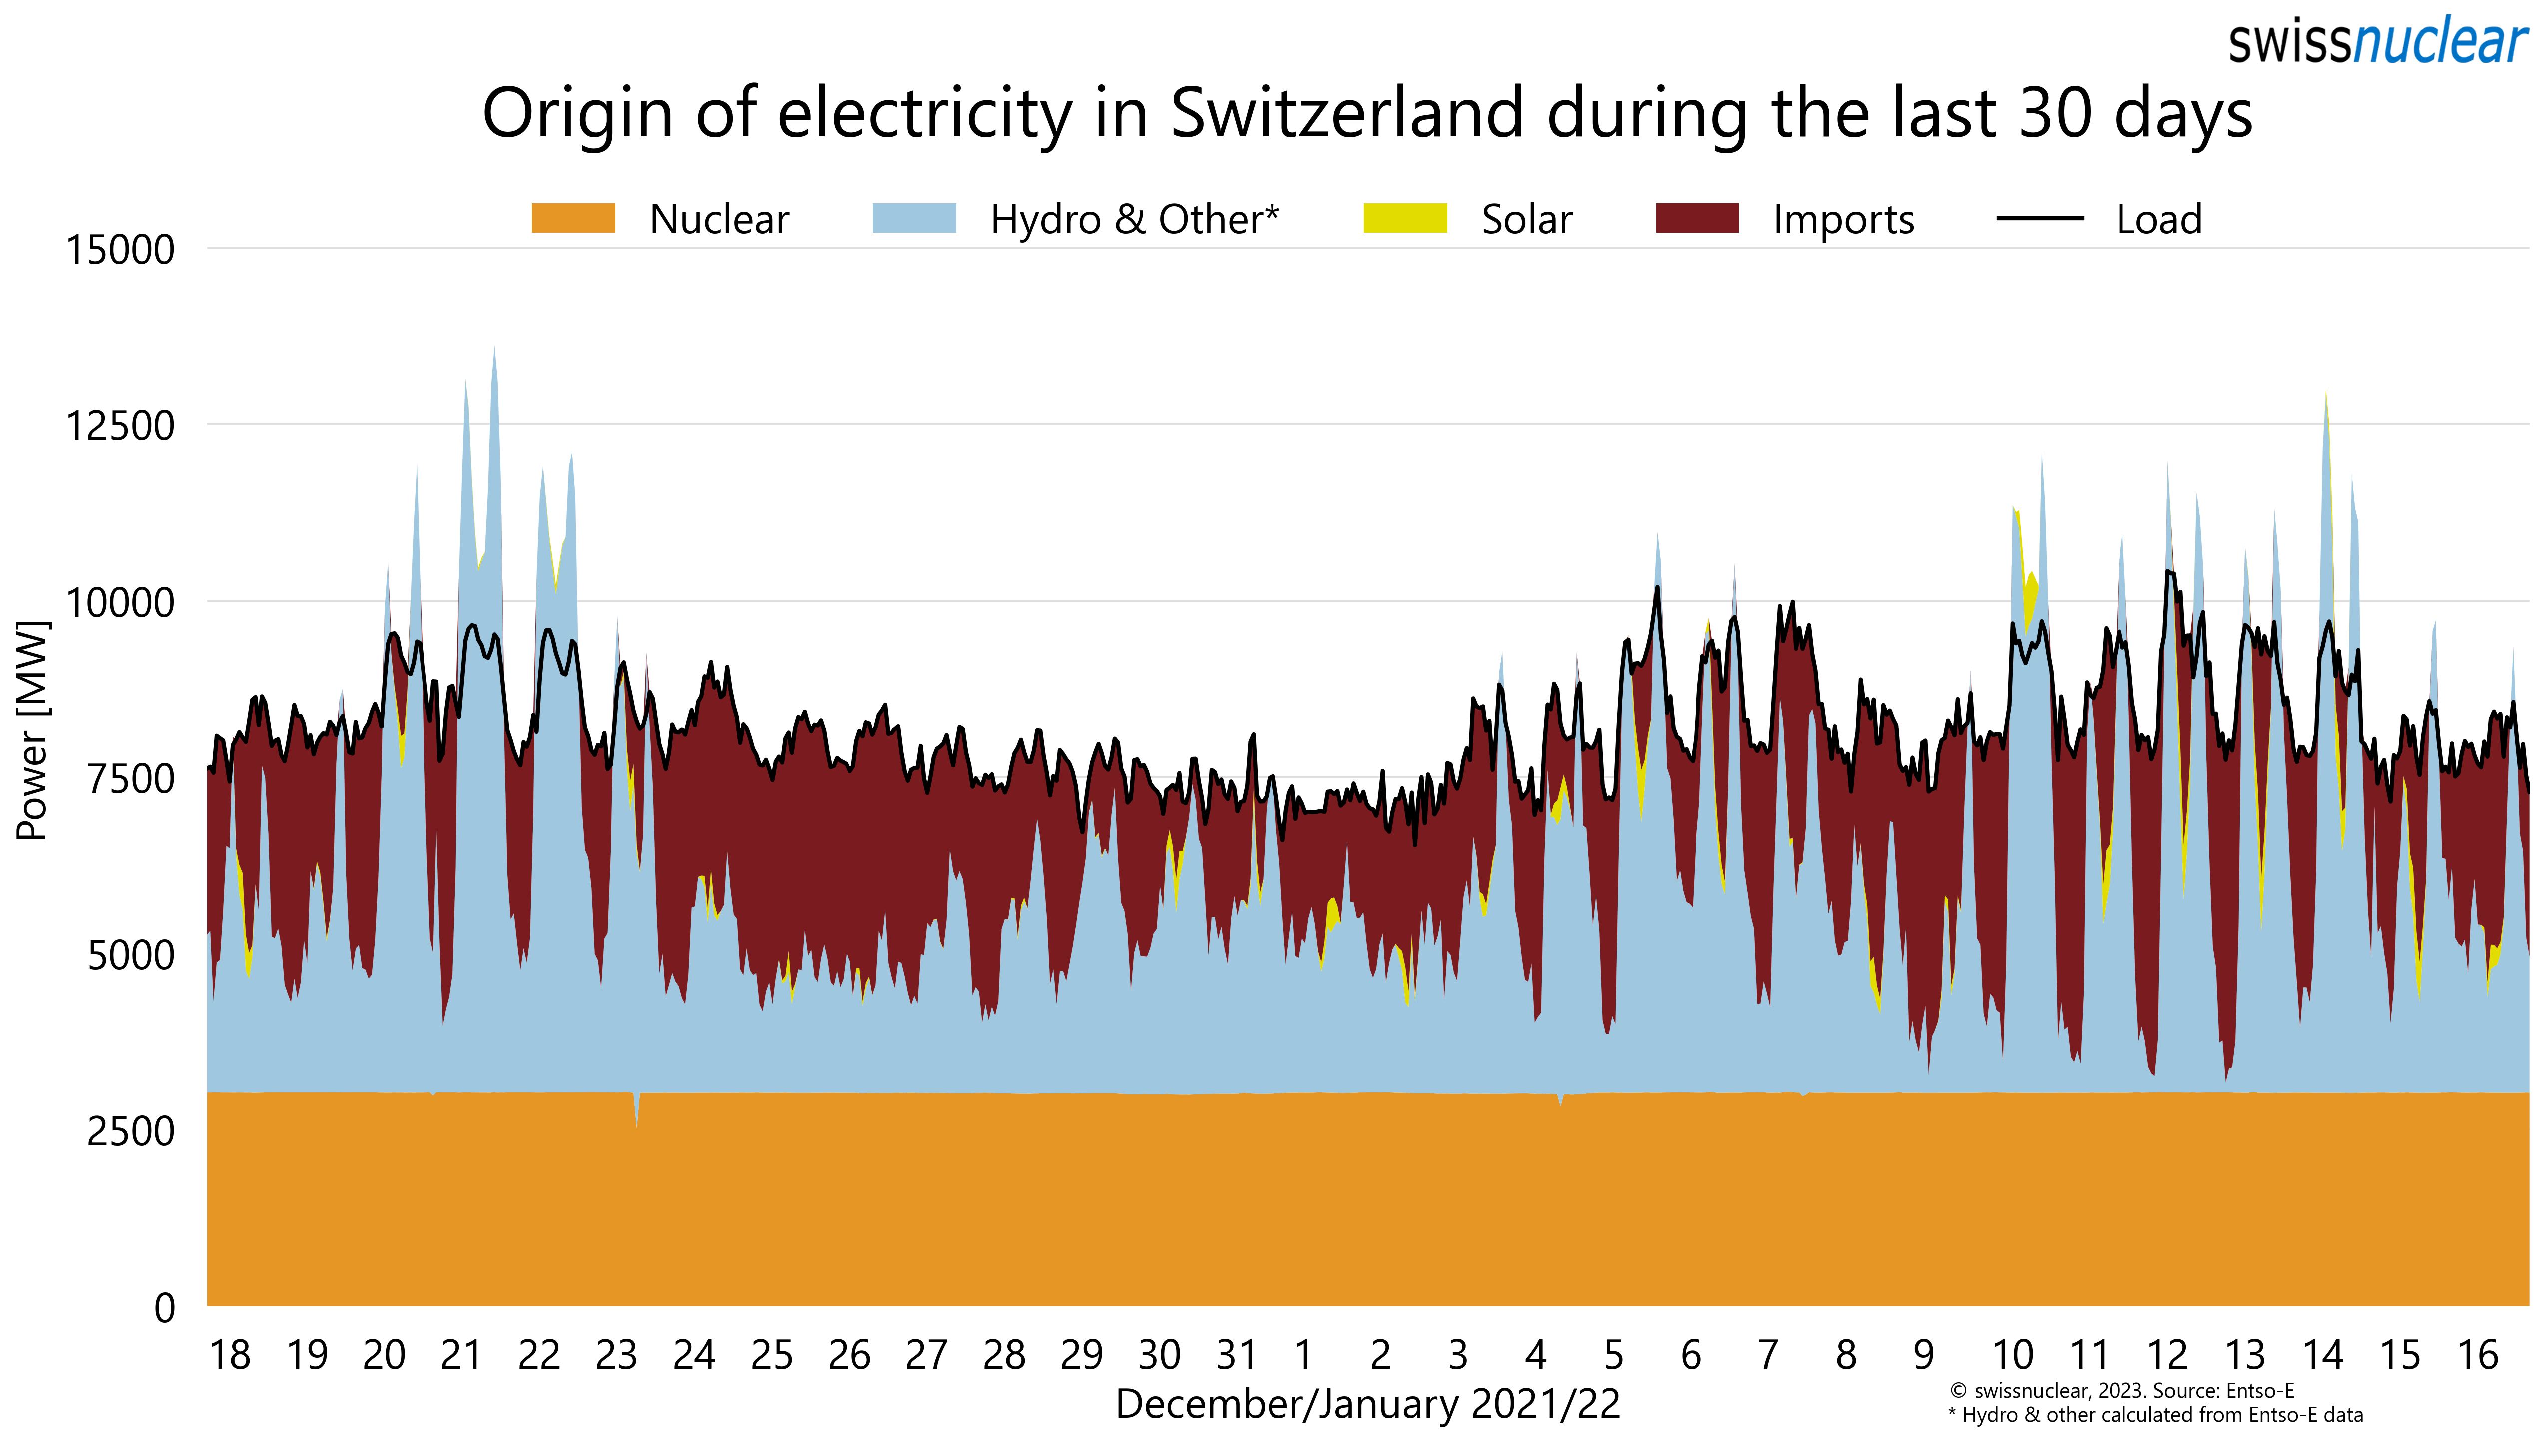 swissnuclear
Origin of electricity in Switzerland during the last 30 days
Nuclear Hydro & Other* Solar Imports Load
15000
12500
10000
7500
5000
2500
0
Power [MW]
18 19 20 21 22 23 24 25 26 27 28 29 30 31 1 2 3 4 5 6 7 8 9 10 11 12 13 14 15 16
December/January 2021/22
© swissnuclear, 2023. Source: Entso-E
* Hydro & other calculated from Entso-E data